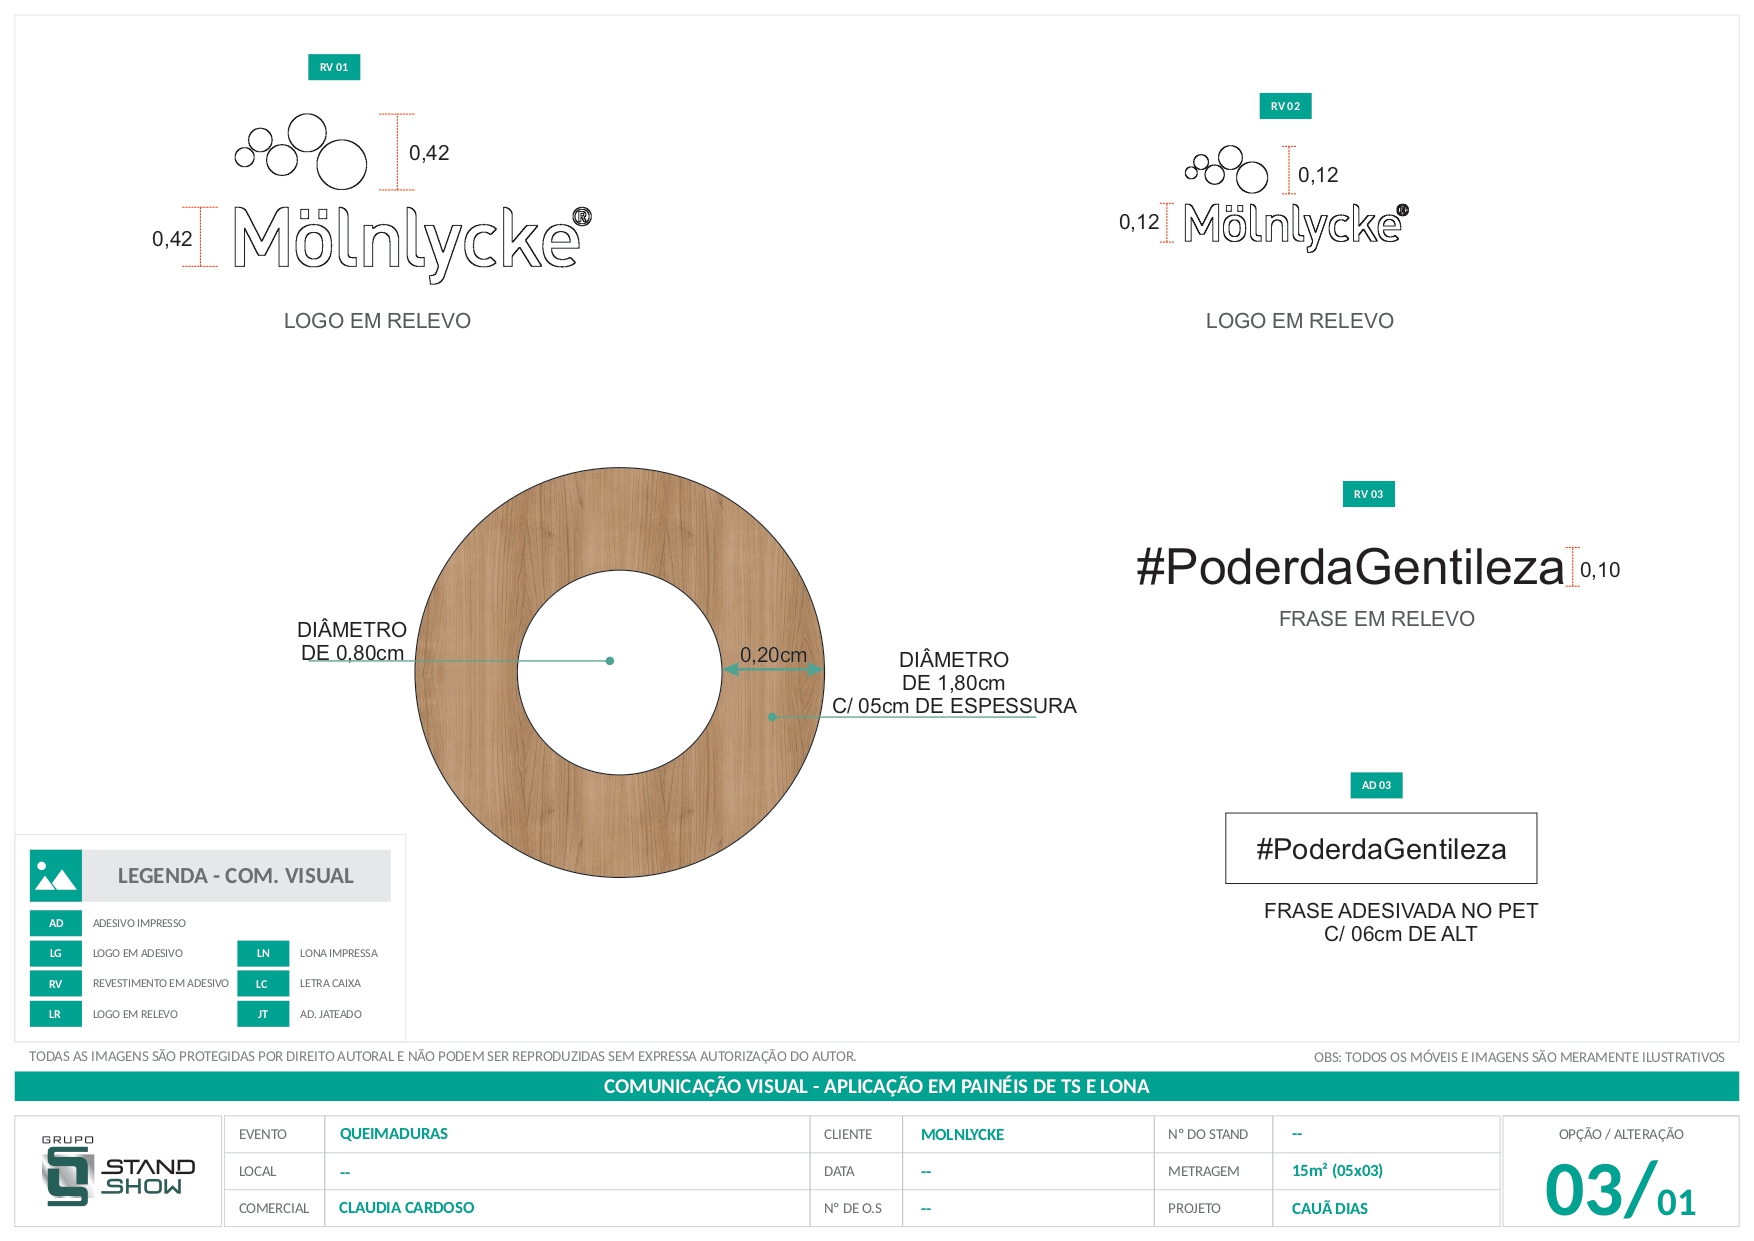 RV 01
0,42
0,42
Mölnlycke®
LOGO EM RELEVO
RV 02
0,12
0,12
Mölnlycke®
LOGO EM RELEVO
DIÂMETRO
DE 0,80cm
0,20cm
DIÂMETRO
DE 1,80cm
C/ 05cm DE ESPESSURA
RV 03
#PoderdaGentileza
0,10
FRASE EM RELEVO
AD 03
#PoderdaGentileza
FRASE ADESIVADA NO PET
C/ 06cm DE ALT
LEGENDA - COM. VISUAL
AD ADESIVO IMPRESSO
LG LOGO EM ADESIVO LN LONA IMPRESSA
RV REVESTIMENTO EM ADESIVO LC LETRA CAIXA
LR LOGO EM RELEVO JT AD. JATEADO
TODAS AS IMAGENS SÃO PROTEGIDAS POR DIREITO AUTORAL E NÃO PODEM SER REPRODUZIDAS SEM EXPRESSA AUTORIZAÇÃO DO AUTOR.
OBS: TODOS OS MÓVEIS E IMAGENS SÃO MERAMENTE ILUSTRATIVOS
COMUNICAÇÃO VISUAL - APLICAÇÃO EM PAINÉIS DE TS E LONA
GRUPO
STAND
SHOW
EVENTO QUEIMADURAS CLIENTE MOLNLYCKE Nº DO STAND --
LOCAL -- DATA -- METRAGEM 15m² (05x03)
COMERCIAL CLAUDIA CARDOSO Nº DE O.S -- PROJETO CAUÃ DIAS
OPÇÃO / ALTERAÇÃO
03/01